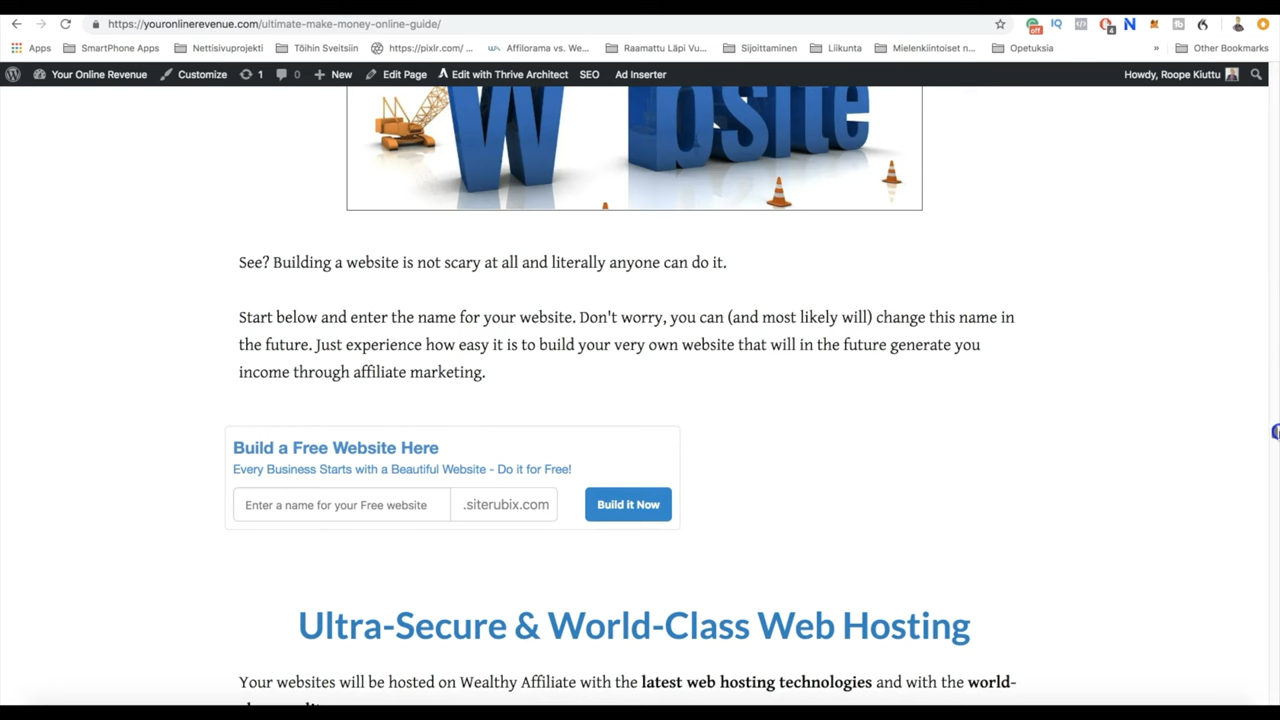 https://youronlinerevenue.com/ultimate-make-money-online-guide/
off
4
Apps SmartPhone Apps Nettisivuprojekti Töihin Sveitsiin https://pixlr.com/ ... Affilorama vs. We... Raamattu Läpi Vu... Sijoittaminen Liikunta Mielenkiintoiset n... Opetuksia » Other Bookmarks
Your Online Revenue Customize 1 0 New Edit Page Edit with Thrive Architect SEO Ad Inserter Howdy, Roope Kiuttu
W bsite
See? Building a website is not scary at all and literally anyone can do it.
Start below and enter the name for your website. Don't worry, you can (and most likely will) change this name in
the future. Just experience how easy it is to build your very own website that will in the future generate you
income through affiliate marketing.
Build a Free Website Here
Every Business Starts with a Beautiful Website - Do it for Free!
Enter a name for your Free website .siterubix.com Build it Now
Ultra-Secure & World-Class Web Hosting
Your websites will be hosted on Wealthy Affiliate with the latest web hosting technologies and with the world-